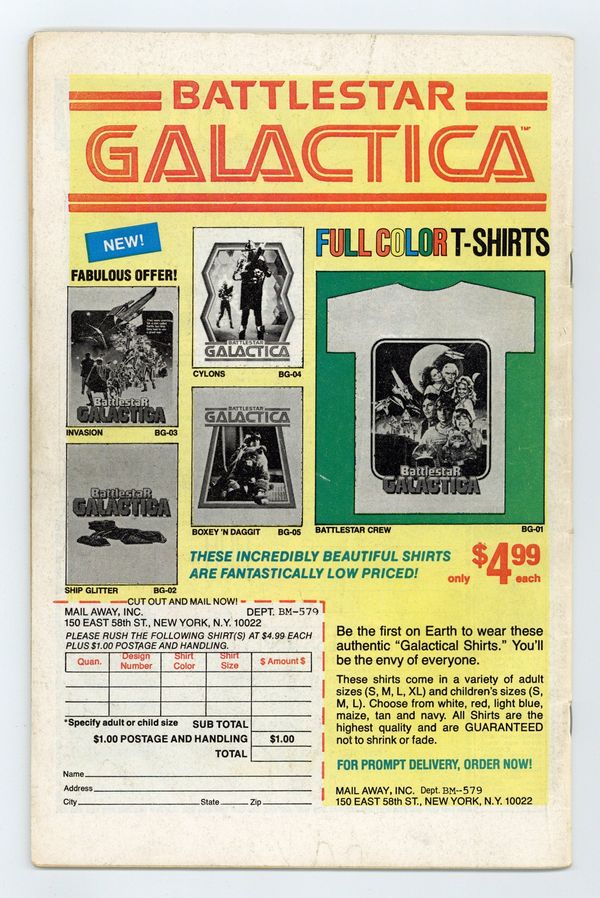 BATTLESTAR
GALACTICA™
NEW!
FABULOUS OFFER!
FULL COLOR T-SHIRTS
BATTLESTAR
GALACTICA
CYLONS BG-04
BattlestaR
GALACTICA
INVASION BG-03
BATTLESTAR
GALACTICA
BOXEY 'N DAGGIT BG-05
BattlestaR
GALACTICA
BATTLESTAR CREW BG-01
BattlestaR
GALACTICA
SHIP GLITTER BG-02
THESE INCREDIBLY BEAUTIFUL SHIRTS
ARE FANTASTICALLY LOW PRICED!
only $4.99 each
CUT OUT AND MAIL NOW!
MAIL AWAY, INC. DEPT. BM-579
150 EAST 58th ST., NEW YORK, N.Y. 10022
PLEASE RUSH THE FOLLOWING SHIRT(S) AT $4.99 EACH
PLUS $1.00 POSTAGE AND HANDLING.
Quan. Design Number Shirt Color Shirt Size $ Amount $
*Specify adult or child size SUB TOTAL
$1.00 POSTAGE AND HANDLING $1.00
TOTAL
Name
Address
City State Zip
Be the first on Earth to wear these
authentic “Galactical Shirts.” You'll
be the envy of everyone.
These shirts come in a variety of adult
sizes (S, M, L, XL) and children's sizes (S,
M, L). Choose from white, red, light blue,
maize, tan and navy. All Shirts are the
highest quality and are GUARANTEED
not to shrink or fade.
FOR PROMPT DELIVERY, ORDER NOW!
MAIL AWAY, INC. Dept. BM--579
150 EAST 58th ST., NEW YORK, N.Y. 10022